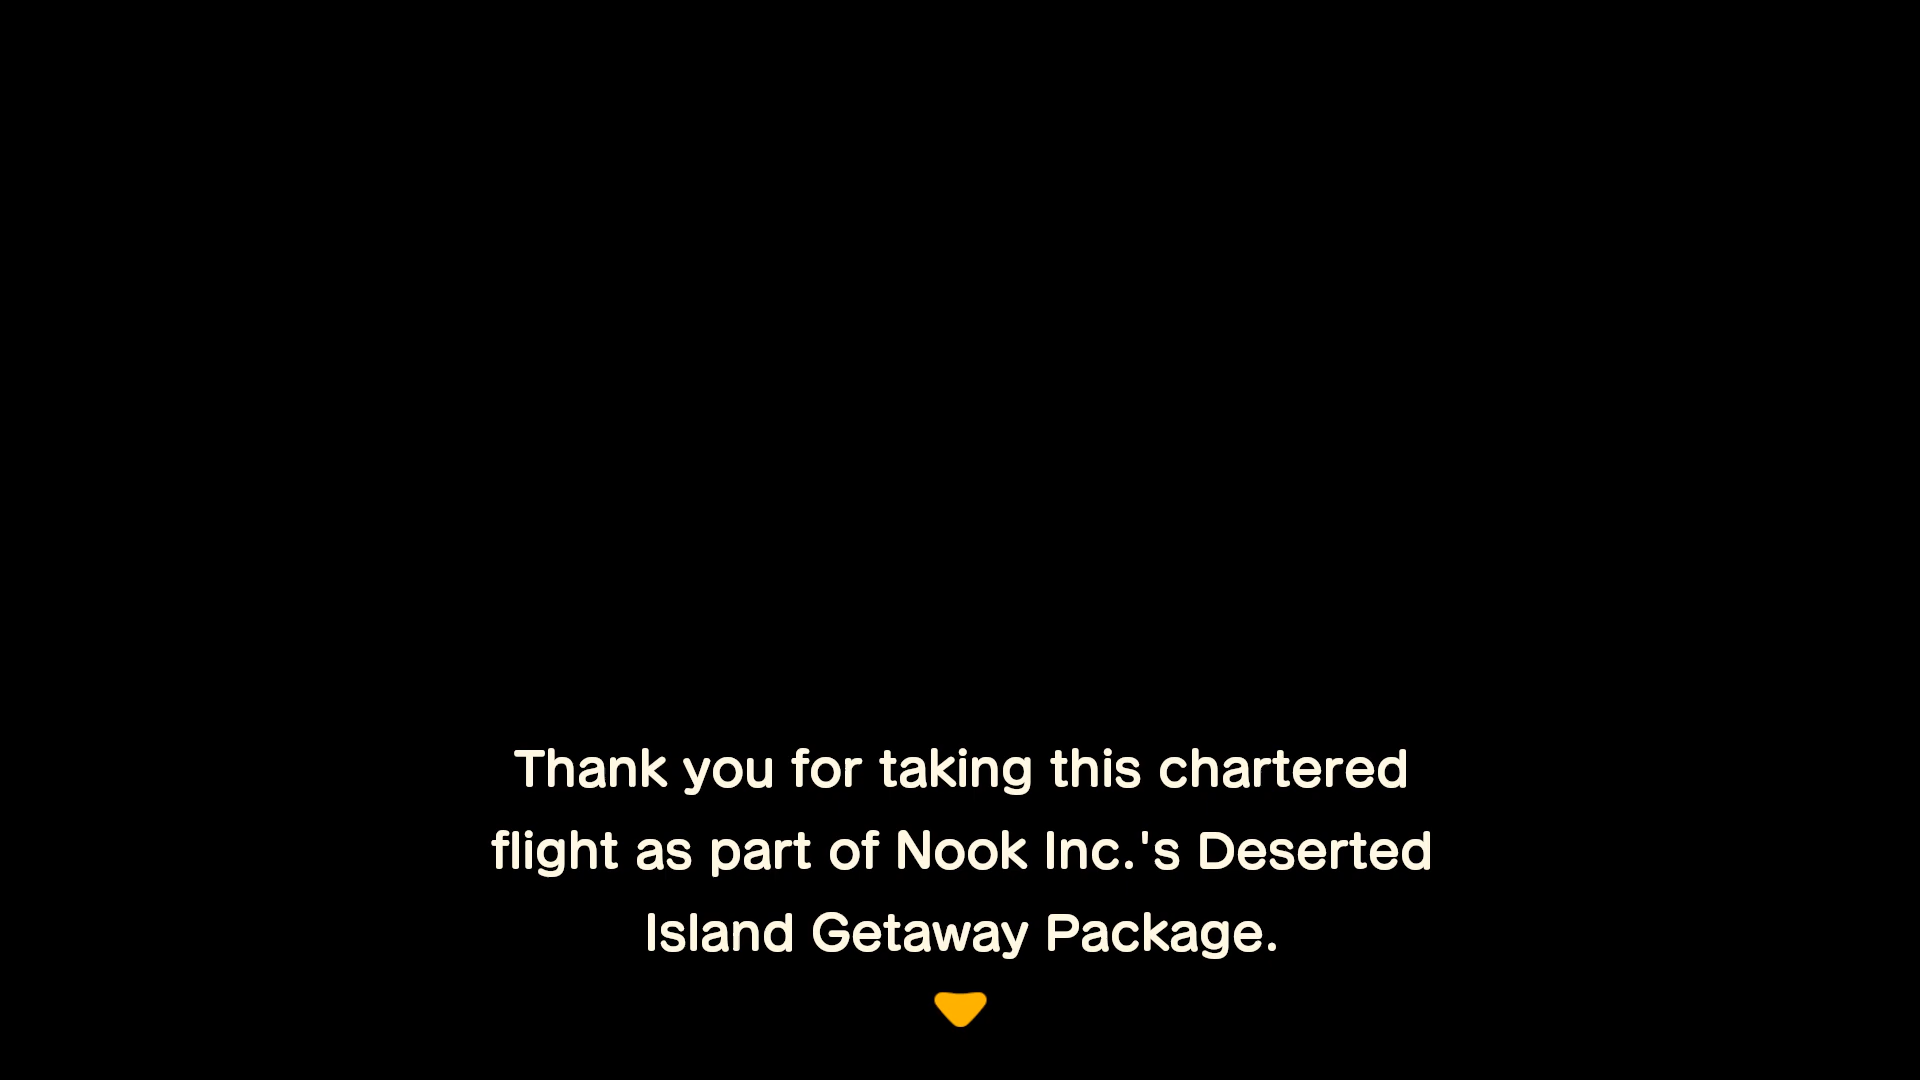 Thank you for taking this chartered
flight as part of Nook Inc.'s Deserted
Island Getaway Package.